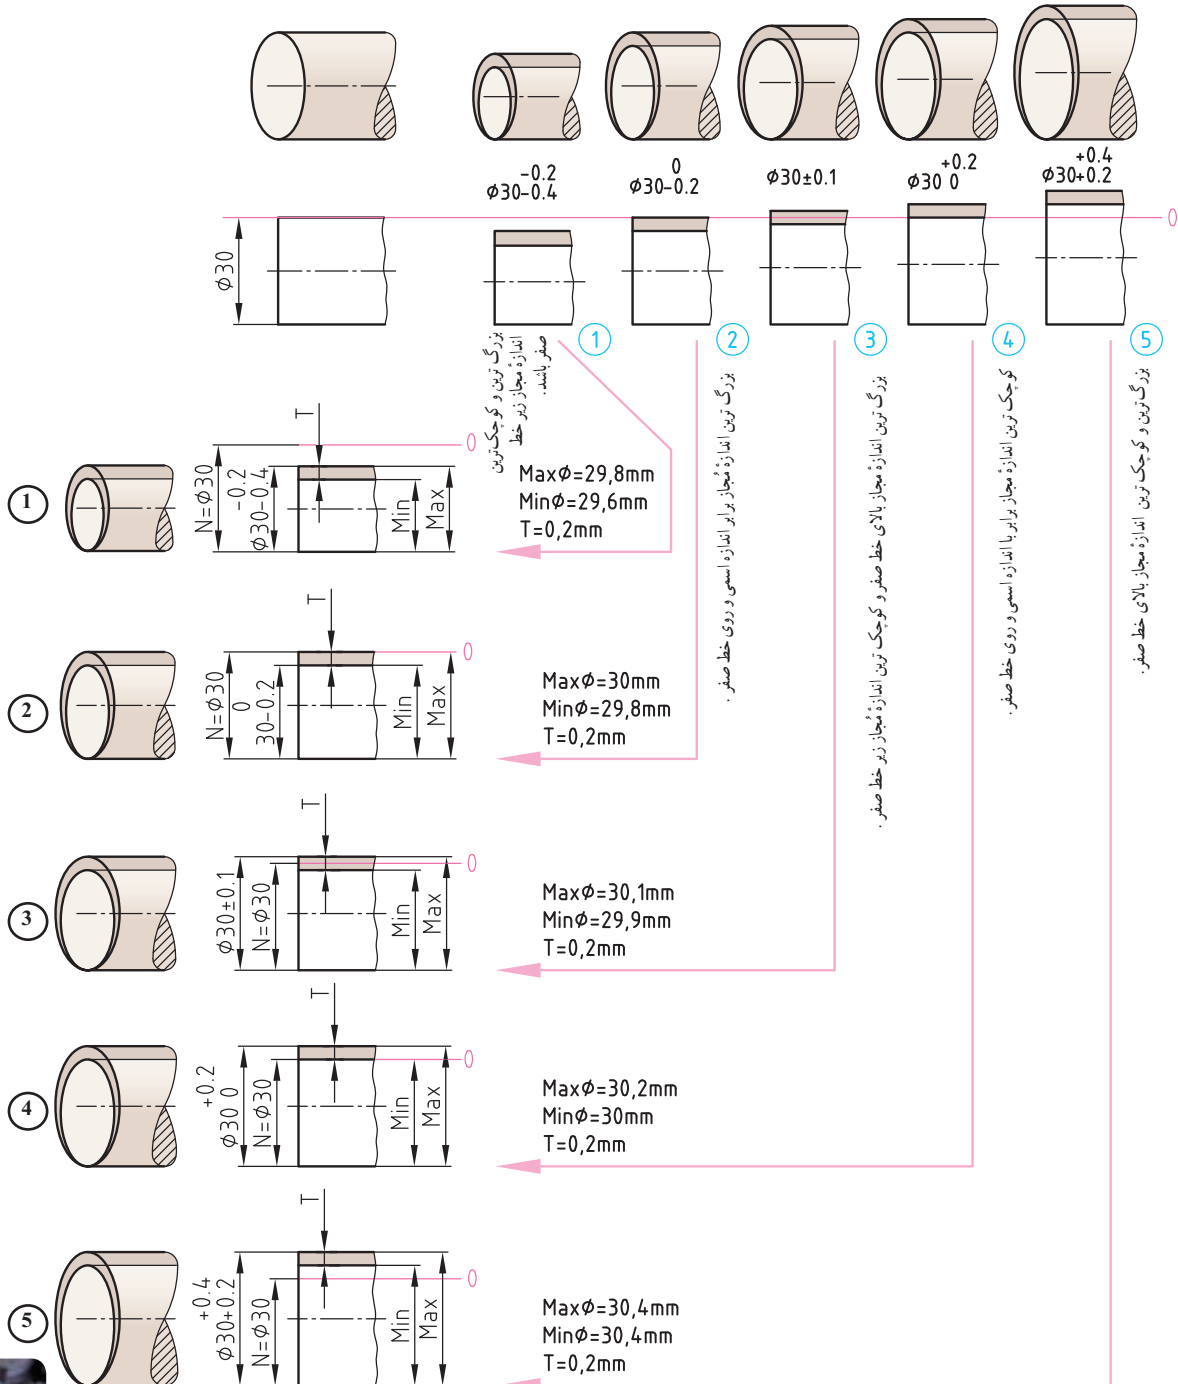 -0.2
Ø30-0.4
0
Ø30-0.2
Ø30±0.1
+0.2
Ø30 0
+0.4
Ø30+0.2
0
Ø30
1
2
3
4
5
بزرگ ترین و کوچک‌ترین
اندازهٔ مجاز زیر خط
صفر باشد.
بزرگ ترین اندازهٔ مُجاز برابر اندازه اسمی و روی خط صفر .
بزرگ ترین اندازهٔ مجاز بالای خط صفر و کوچک ترین اندازهٔ مُجاز زیر خط صفر .
کوچک ترین اندازهٔ مجاز برابر با اندازه اسمی و روی خط صفر .
بزرگ‌ترین و کوچک ترین اندازهٔ مجاز بالای خط صفر .
1
N=Ø30
-0.2
Ø30-0.4
T
Min
Max
0
MaxØ=29,8mm
MinØ=29,6mm
T=0,2mm
2
N=Ø30
0
30-0.2
T
Min
Max
0
MaxØ=30mm
MinØ=29,8mm
T=0,2mm
3
Ø30±0.1
N=Ø30
T
Min
Max
0
MaxØ=30,1mm
MinØ=29,9mm
T=0,2mm
4
+0.2
Ø30 0
N=Ø30
T
Min
Max
0
MaxØ=30,2mm
MinØ=30mm
T=0,2mm
5
+0.4
Ø30+0.2
N=Ø30
T
Min
Max
0
MaxØ=30,4mm
MinØ=30,4mm
T=0,2mm